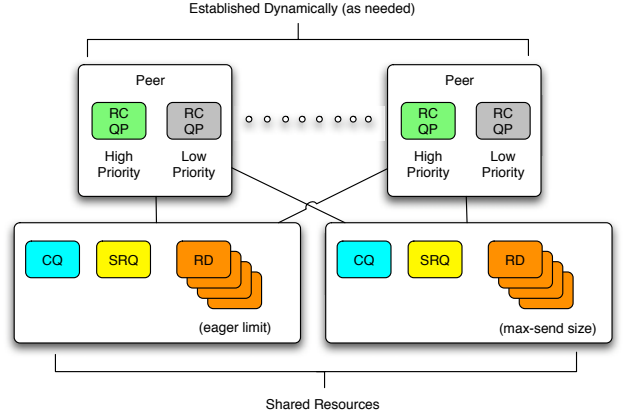 Established Dynamically (as needed)
Peer
RC QP
RC QP
High Priority
Low Priority
Peer
RC QP
RC QP
High Priority
Low Priority
CQ
SRQ
RD
(eager limit)
CQ
SRQ
RD
(max-send size)
Shared Resources